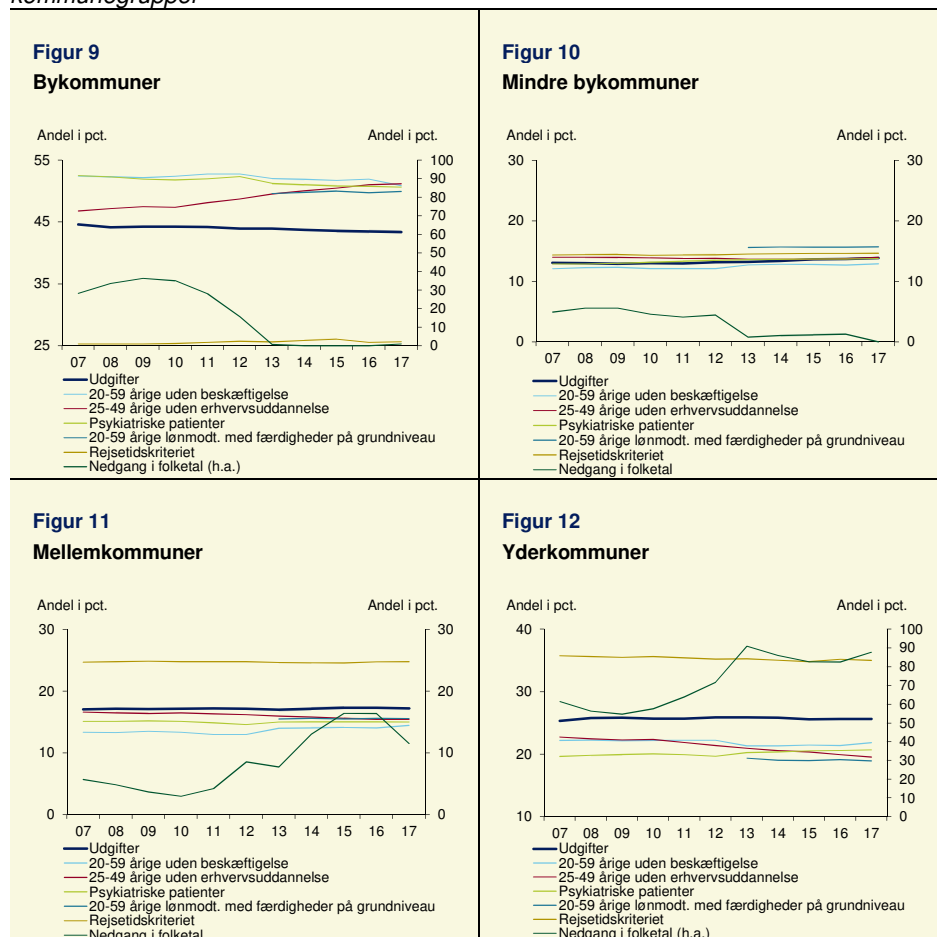 kommunegrupper
Figur 9
Bykommuner
Andel i pct. Andel i pct.
55 100
90
80
45 70
60
50
35 40
30
20
10
25 0
07 08 09 10 11 12 13 14 15 16 17
Udgifter
20-59 årige uden beskæftigelse
25-49 årige uden erhvervsuddannelse
Psykiatriske patienter
20-59 årige lønmodt. med færdigheder på grundniveau
Rejsetidskriteriet
Nedgang i folketal (h.a.)
Figur 10
Mindre bykommuner
Andel i pct. Andel i pct.
30 30
20 20
10 10
0 0
07 08 09 10 11 12 13 14 15 16 17
Udgifter
20-59 årige uden beskæftigelse
25-49 årige uden erhvervsuddannelse
Psykiatriske patienter
20-59 årige lønmodt. med færdigheder på grundniveau
Rejsetidskriteriet
Nedgang i folketal
Figur 11
Mellemkommuner
Andel i pct. Andel i pct.
30 30
20 20
10 10
0 0
07 08 09 10 11 12 13 14 15 16 17
Udgifter
20-59 årige uden beskæftigelse
25-49 årige uden erhvervsuddannelse
Psykiatriske patienter
20-59 årige lønmodt. med færdigheder på grundniveau
Rejsetidskriteriet
Nedgang i folketal
Figur 12
Yderkommuner
Andel i pct. Andel i pct.
40 100
90
80
30 70
60
50
20 40
30
20
10
10 0
07 08 09 10 11 12 13 14 15 16 17
Udgifter
20-59 årige uden beskæftigelse
25-49 årige uden erhvervsuddannelse
Psykiatriske patienter
20-59 årige lønmodt. med færdigheder på grundniveau
Rejsetidskriteriet
Nedgang i folketal (h.a.)